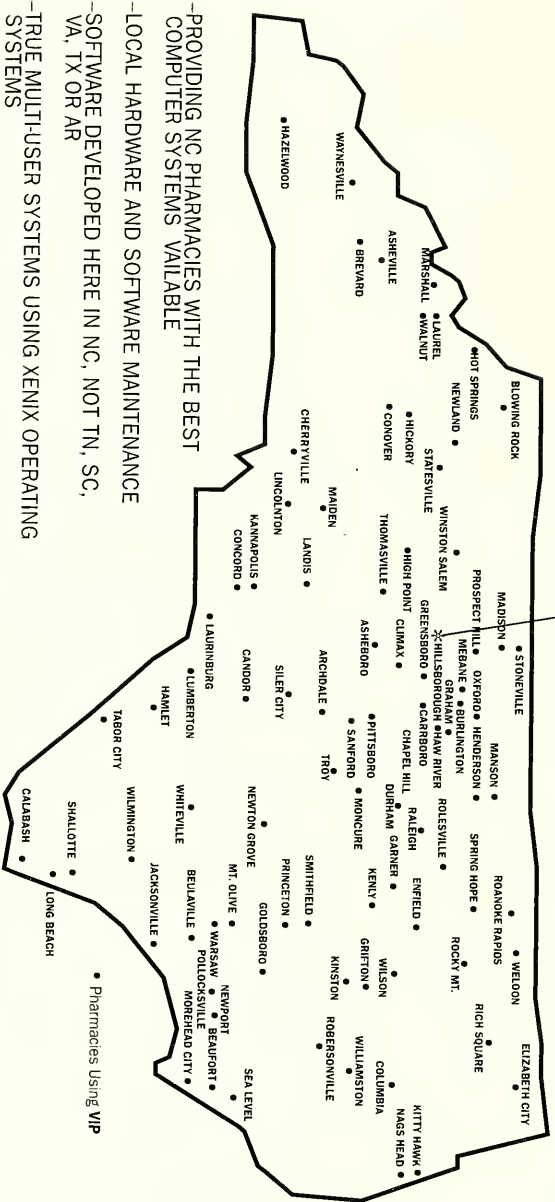 BLOWING ROCK
STONEVILLE
MADISON
MANSON
ROANOKE RAPIDS
WELDON
ELIZABETH CITY
HOT SPRINGS
NEWLAND
WINSTON SALEM
PROSPECT HILL
OXFORD
HENDERSON
SPRING HOPE
ROCKY MT.
RICH SQUARE
MARSHALL
LAUREL
WALNUT
HICKORY
STATESVILLE
HIGH POINT
GREENSBORO
HILLSBOROUGH
MEBANE
GRAHAM
BURLINGTON
HAW RIVER
ROLESVILLE
WAYNESVILLE
ASHEVILLE
BREVARD
CONOVER
THOMASVILLE
CLIMAX
CARRBORO
CHAPEL HILL
DURHAM
RALEIGH
GARNER
ENFIELD
WILSON
COLUMBIA
KITTY HAWK
NAGS HEAD
MAIDEN
ASHEBORO
PITTSBORO
SANFORD
MONCURE
KENLY
GRIFTON
KINSTON
WILLIAMSTON
ROBERSONVILLE
HAZELWOOD
CHERRYVILLE
LINCOLNTON
LANDIS
ARCHDALE
TROY
SMITHFIELD
PRINCETON
KANNAPOLIS
CONCORD
SILER CITY
CANDOR
NEWTON GROVE
GOLDSBORO
MT. OLIVE
SEA LEVEL
LAURINBURG
LUMBERTON
HAMLET
WHITEVILLE
BEULAVILLE
WARSAW
POLLOCKSVILLE
NEWPORT
BEAUFORT
MOREHEAD CITY
TABOR CITY
WILMINGTON
JACKSONVILLE
SHALLOTTE
CALABASH
LONG BEACH
• Pharmacies Using VIP
–PROVIDING NC PHARMACIES WITH THE BEST
COMPUTER SYSTEMS VAILABLE
–LOCAL HARDWARE AND SOFTWARE MAINTENANCE
–SOFTWARE DEVELOPED HERE IN NC, NOT TN, SC,
VA, TX OR AR
–TRUE MULTI-USER SYSTEMS USING XENIX OPERATING
SYSTEMS